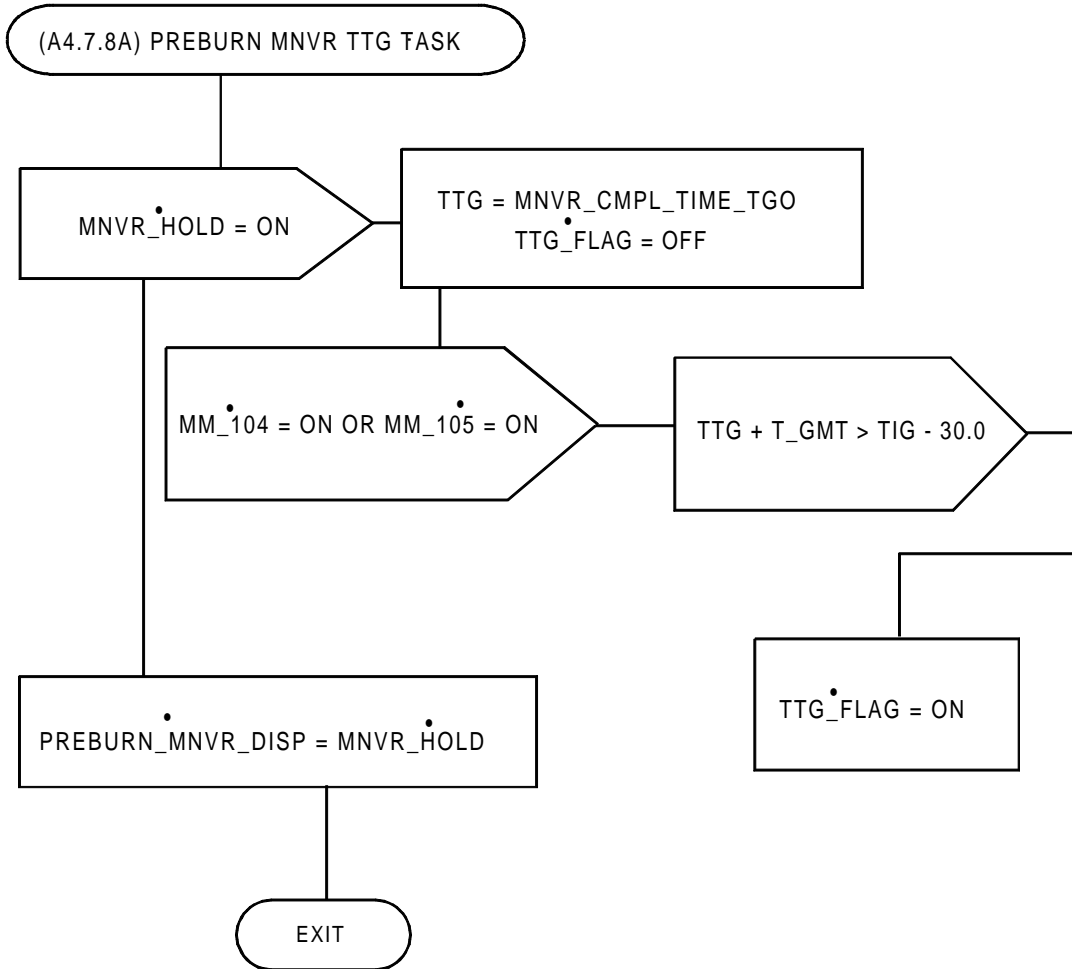 (A4.7.8A) PREBURN MNVR TTG TASK
MNVR_HOLD = ON
TTG = MNVR_CMPL_TIME_TGO
TTG_FLAG = OFF
MM_104 = ON OR MM_105 = ON
TTG + T_GMT > TIG - 30.0
TTG_FLAG = ON
PREBURN_MNVR_DISP = MNVR_HOLD
EXIT